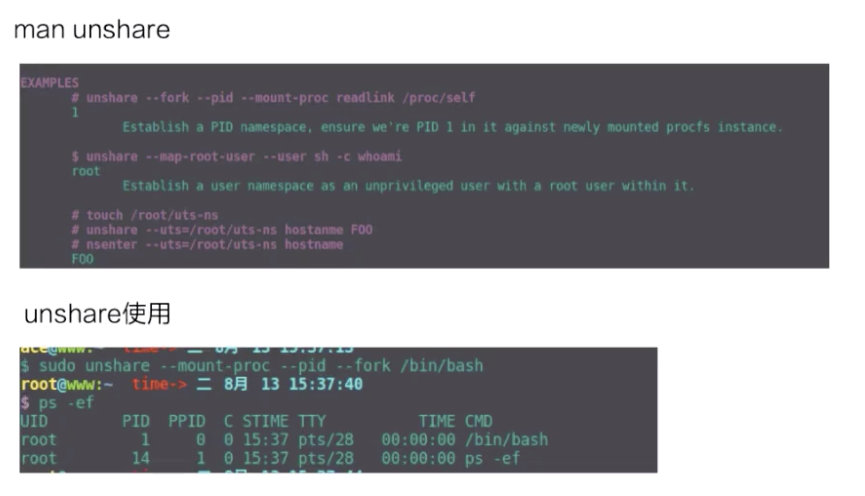 man unshare
EXAMPLES
# unshare --fork --pid --mount-proc readlink /proc/self
1
Establish a PID namespace, ensure we're PID 1 in it against newly mounted procfs instance.
$ unshare --map-root-user --user sh -c whoami
root
Establish a user namespace as an unprivileged user with a root user within it.
# touch /root/uts-ns
# unshare --uts=/root/uts-ns hostanme FOO
# nsenter --uts=/root/uts-ns hostname
FOO
unshare使用
ace@www:~ time-> 二 8月 13 15:37:13
$ sudo unshare --mount-proc --pid --fork /bin/bash
root@www:~ time-> 二 8月 13 15:37:40
$ ps -ef
UID PID PPID C STIME TTY TIME CMD
root 1 0 0 15:37 pts/28 00:00:00 /bin/bash
root 14 1 0 15:37 pts/28 00:00:00 ps -ef